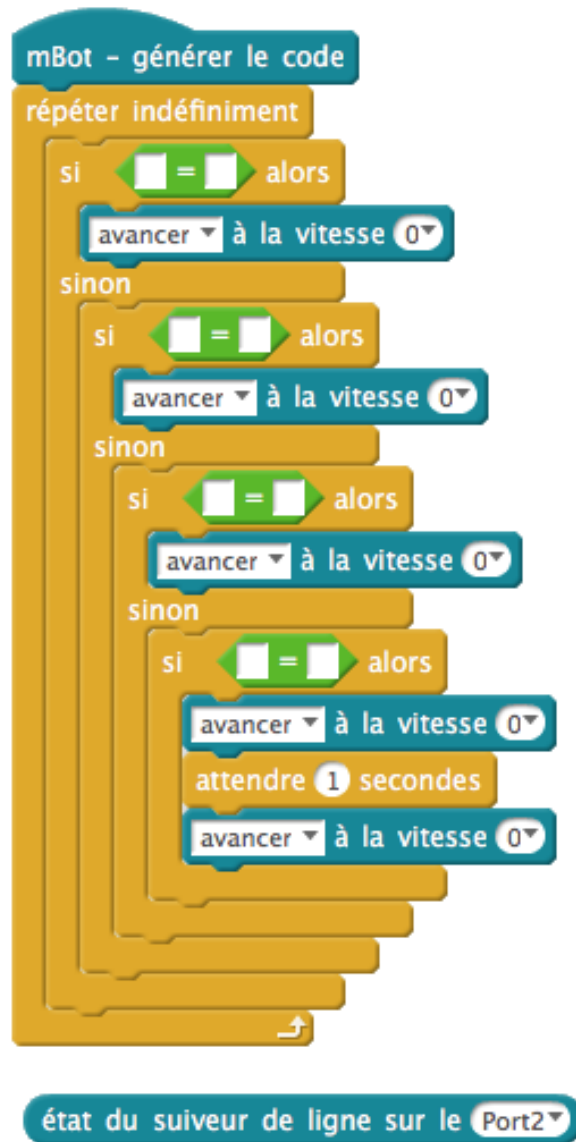 mBot - générer le code
répéter indéfiniment
si = alors
avancer à la vitesse 0
sinon
si = alors
avancer à la vitesse 0
sinon
si = alors
avancer à la vitesse 0
sinon
si = alors
avancer à la vitesse 0
attendre 1 secondes
avancer à la vitesse 0
état du suiveur de ligne sur le Port2